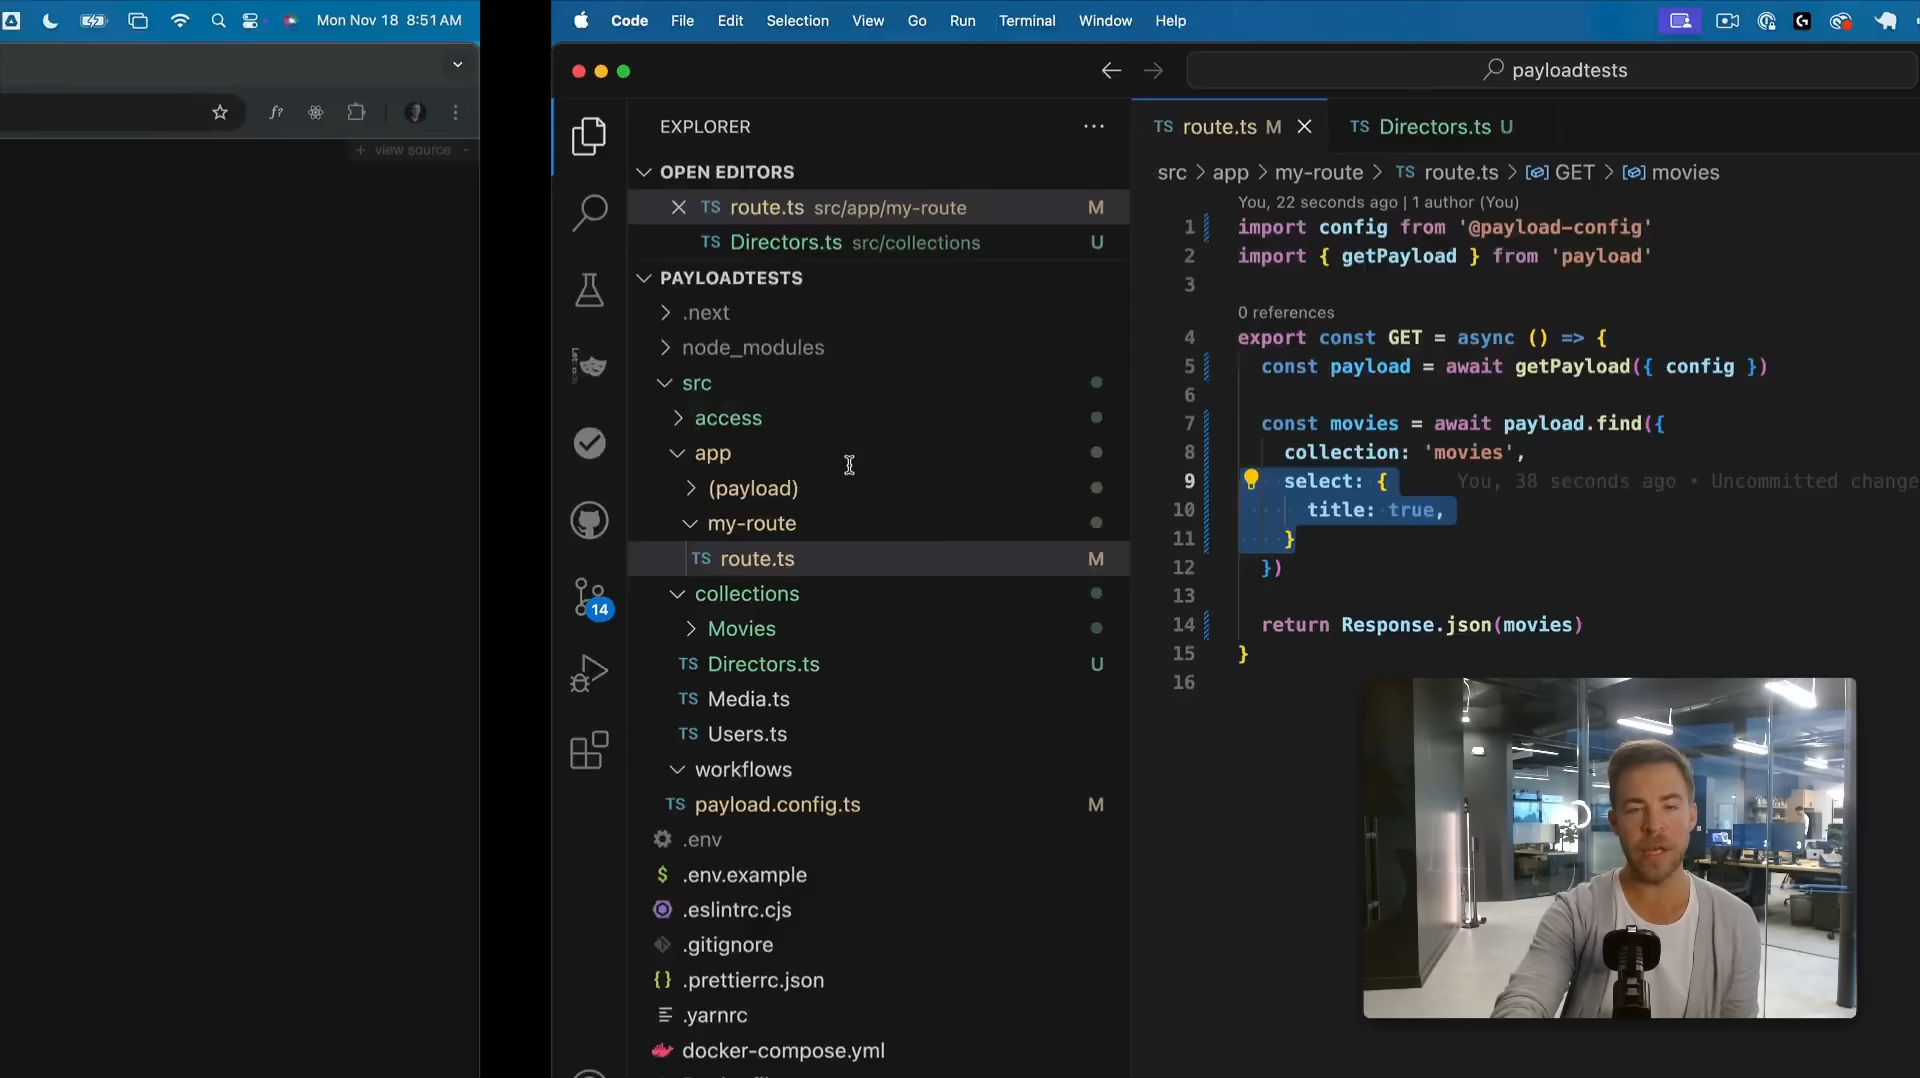 Mon Nov 18 8:51 AM
+ view source -
Code File Edit Selection View Go Run Terminal Window Help
payloadtests
EXPLORER
OPEN EDITORS
TS route.ts src/app/my-route M
TS Directors.ts src/collections U
PAYLOADTESTS
.next
node_modules
src
access
app
(payload)
my-route
TS route.ts M
collections
Movies
TS Directors.ts U
TS Media.ts
TS Users.ts
workflows
TS payload.config.ts M
.env
$ .env.example
.eslintrc.cjs
.gitignore
{} .prettierrc.json
.yarnrc
docker-compose.yml
14
TS route.ts M
TS Directors.ts U
src > app > my-route > TS route.ts > GET > movies
You, 22 seconds ago | 1 author (You)
1 import config from '@payload-config'
2 import { getPayload } from 'payload'
3
0 references
4 export const GET = async () => {
5 const payload = await getPayload({ config })
6
7 const movies = await payload.find({
8 collection: 'movies',
9 select: { You, 38 seconds ago • Uncommitted change
10 title: true,
11 }
12 })
13
14 return Response.json(movies)
15 }
16